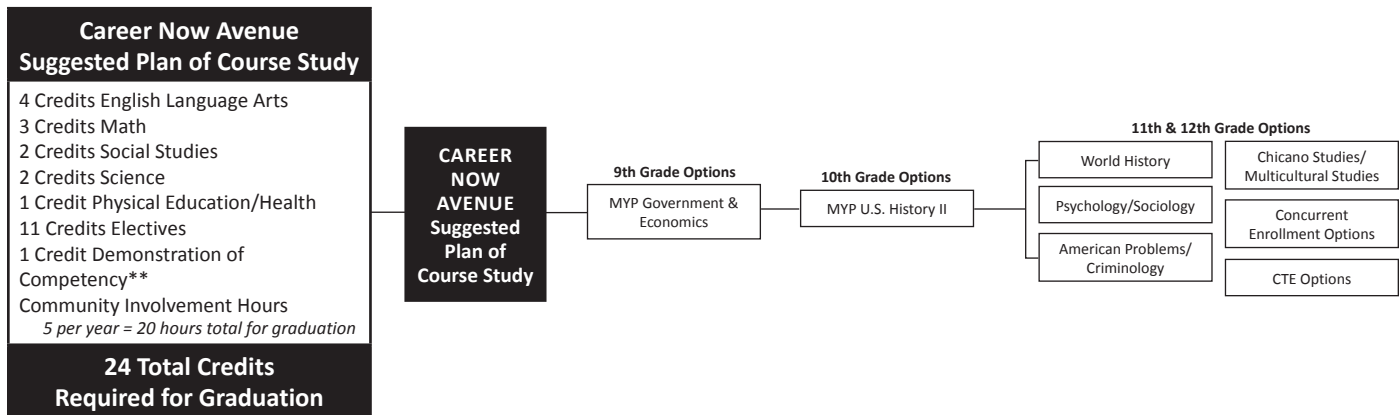 Career Now Avenue
Suggested Plan of Course Study
4 Credits English Language Arts
3 Credits Math
2 Credits Social Studies
2 Credits Science
1 Credit Physical Education/Health
11 Credits Electives
1 Credit Demonstration of
Competency**
Community Involvement Hours
5 per year = 20 hours total for graduation
24 Total Credits
Required for Graduation
CAREER
NOW
AVENUE
Suggested
Plan of
Course Study
9th Grade Options
MYP Government &
Economics
10th Grade Options
MYP U.S. History II
11th & 12th Grade Options
World History
Psychology/Sociology
American Problems/
Criminology
Chicano Studies/
Multicultural Studies
Concurrent
Enrollment Options
CTE Options